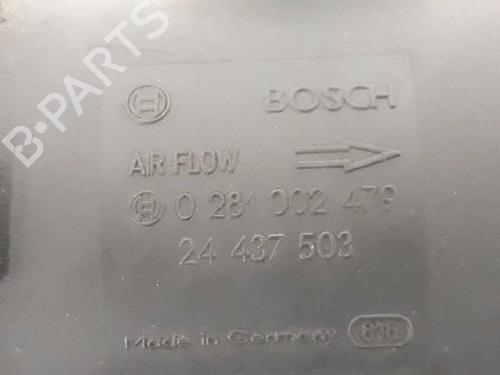 B-PARTS
BOSCH
AIR FLOW
0 281 002 479
24 437 503
Made in Germany